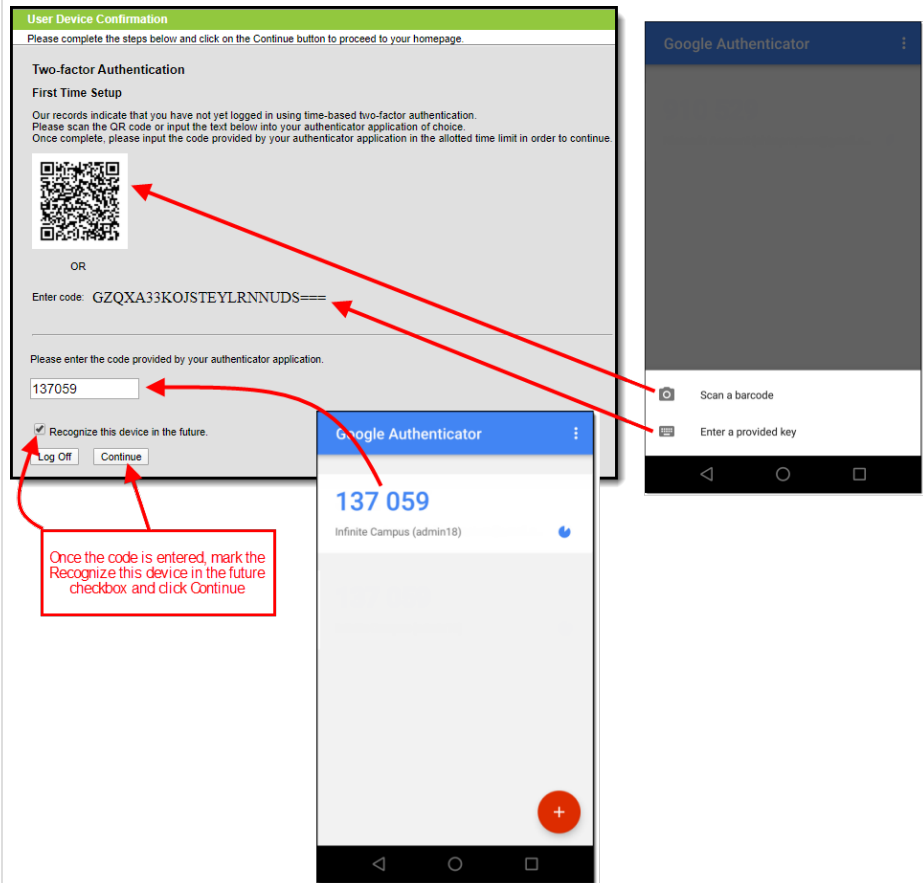 User Device Confirmation
Please complete the steps below and click on the Continue button to proceed to your homepage.
Two-factor Authentication
First Time Setup
Our records indicate that you have not yet logged in using time-based two-factor authentication.
Please scan the QR code or input the text below into your authenticator application of choice.
Once complete, please input the code provided by your authenticator application in the allotted time limit in order to continue.
OR
Enter code: GZQXA33KOJSTEYLRNNUDS===
Please enter the code provided by your authenticator application.
137059
Recognize this device in the future.
Log Off Continue
Once the code is entered, mark the
Recognize this device in the future
checkbox and click Continue
Google Authenticator
137 059
Infinite Campus (admin18)
+
Google Authenticator
Scan a barcode
Enter a provided key